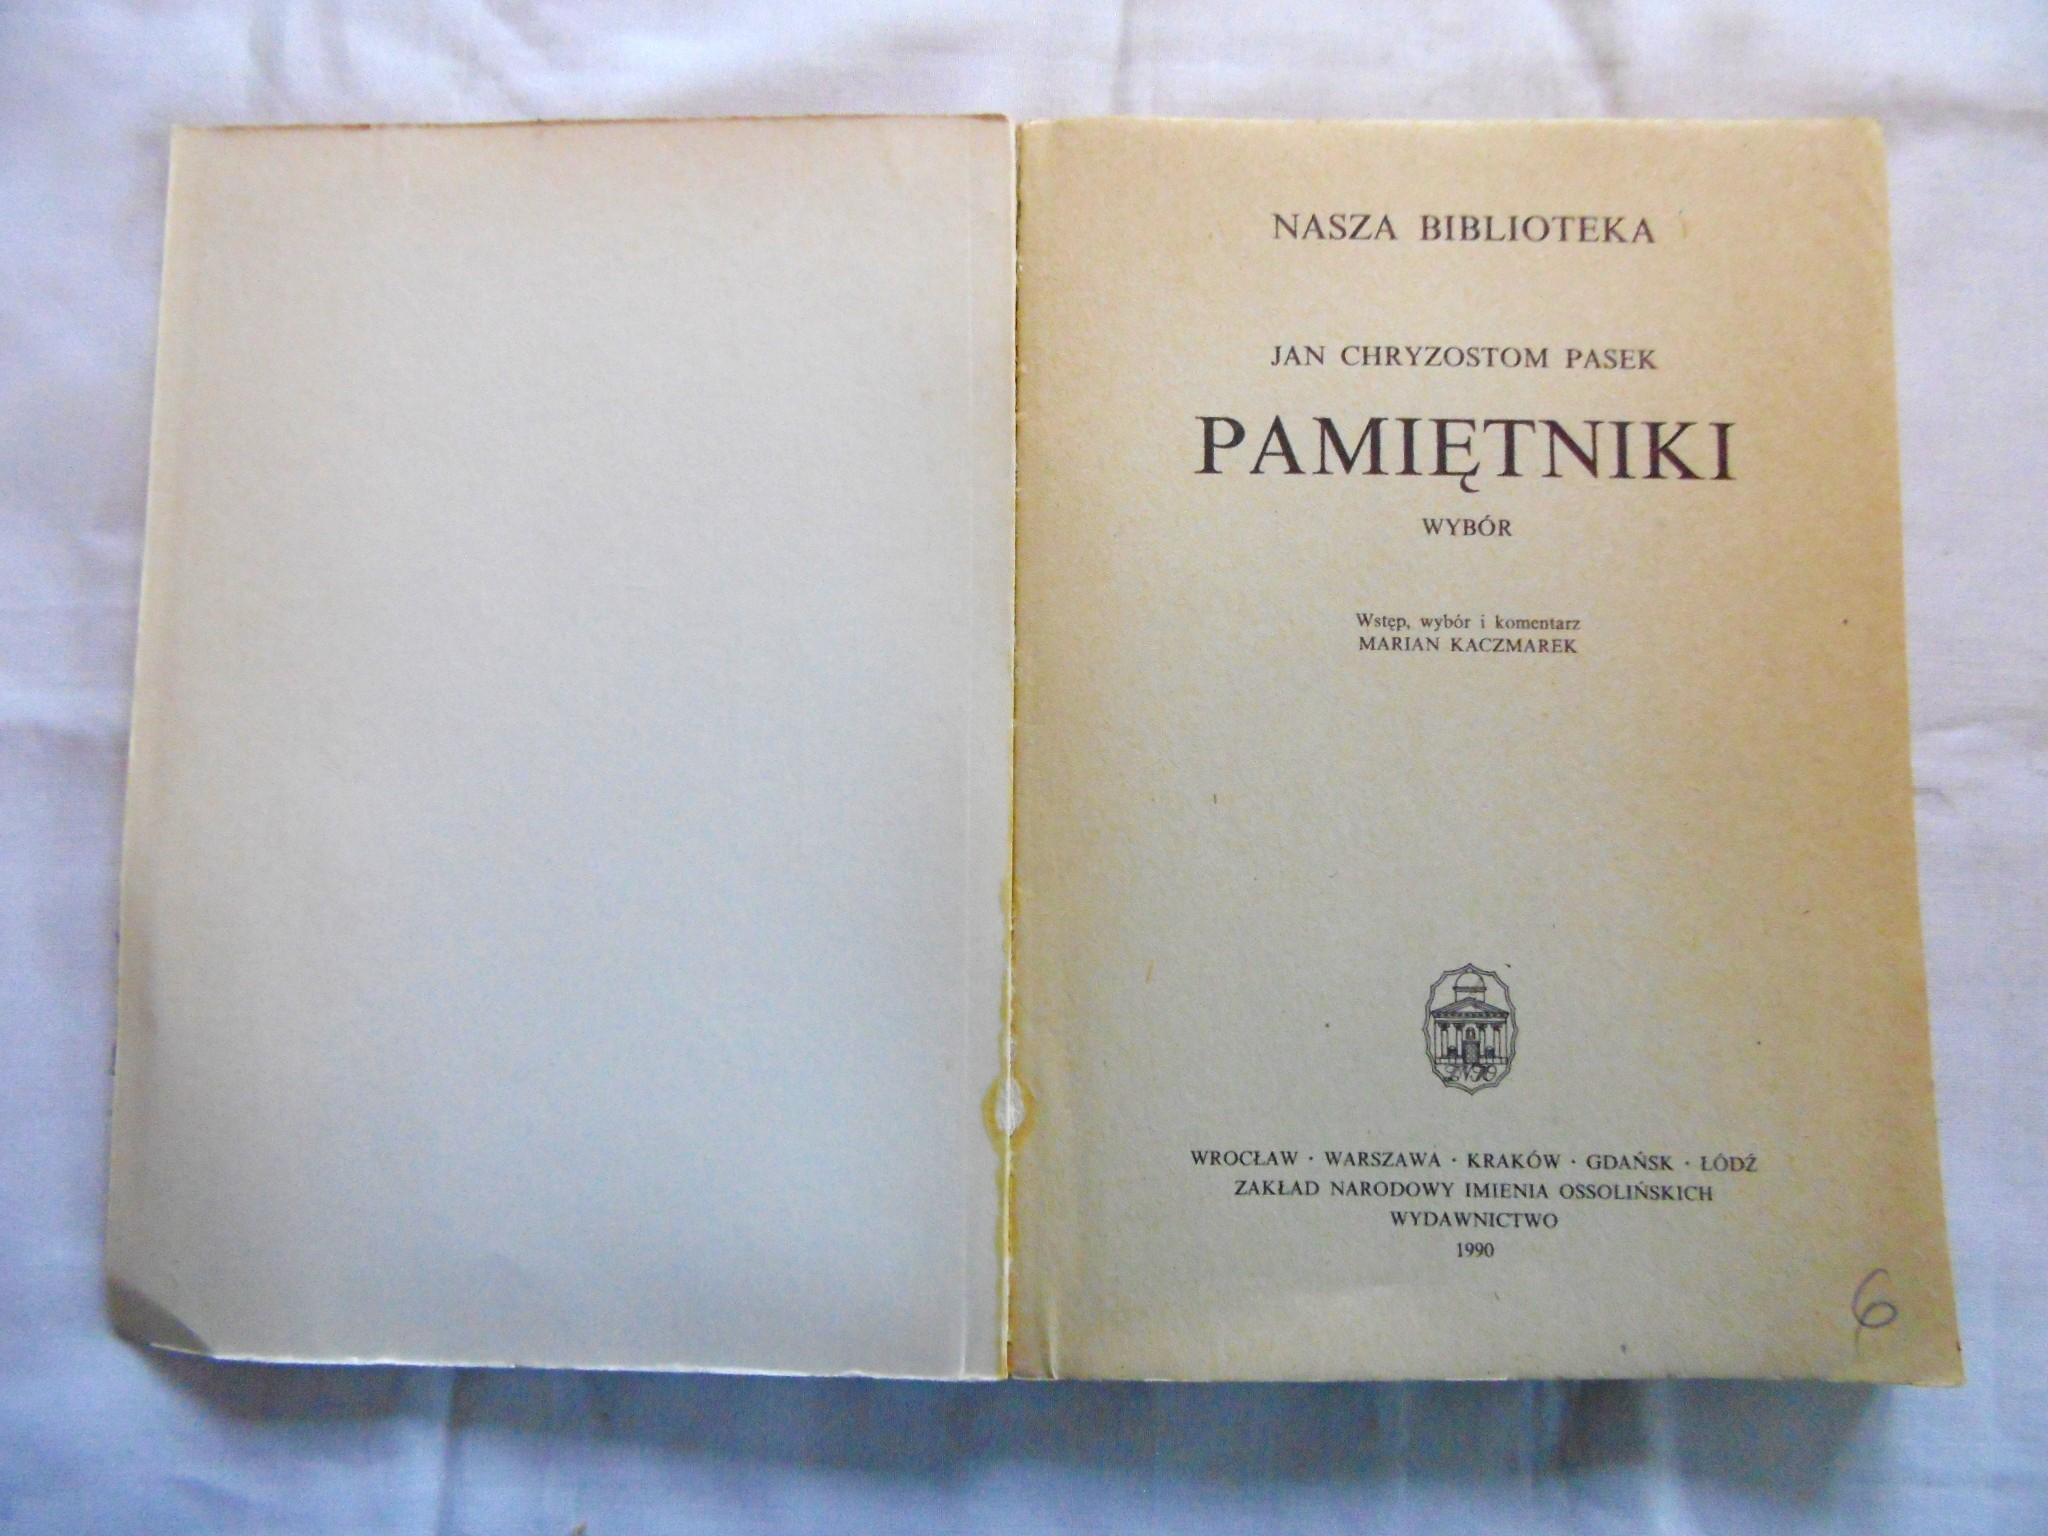 NASZA BIBLIOTEKA
JAN CHRYZOSTOM PASEK
PAMIĘTNIKI
WYBÓR
Wstęp, wybór i komentarz
MARIAN KACZMAREK
ZNIO
WROCŁAW · WARSZAWA · KRAKÓW · GDAŃSK · ŁÓDŹ
ZAKŁAD NARODOWY IMIENIA OSSOLIŃSKICH
WYDAWNICTWO
1990
6